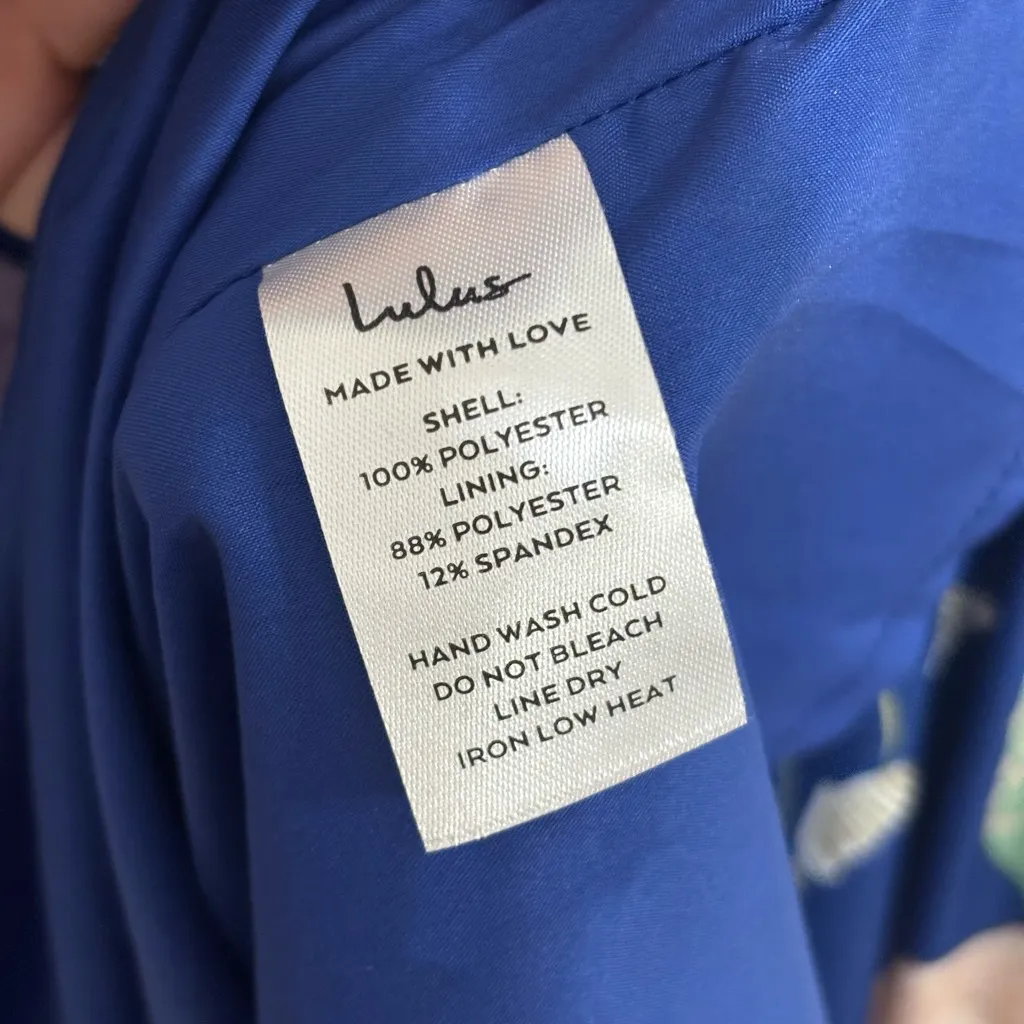 Lulus
MADE WITH LOVE
SHELL:
100% POLYESTER
LINING:
88% POLYESTER
12% SPANDEX
HAND WASH COLD
DO NOT BLEACH
LINE DRY
IRON LOW HEAT